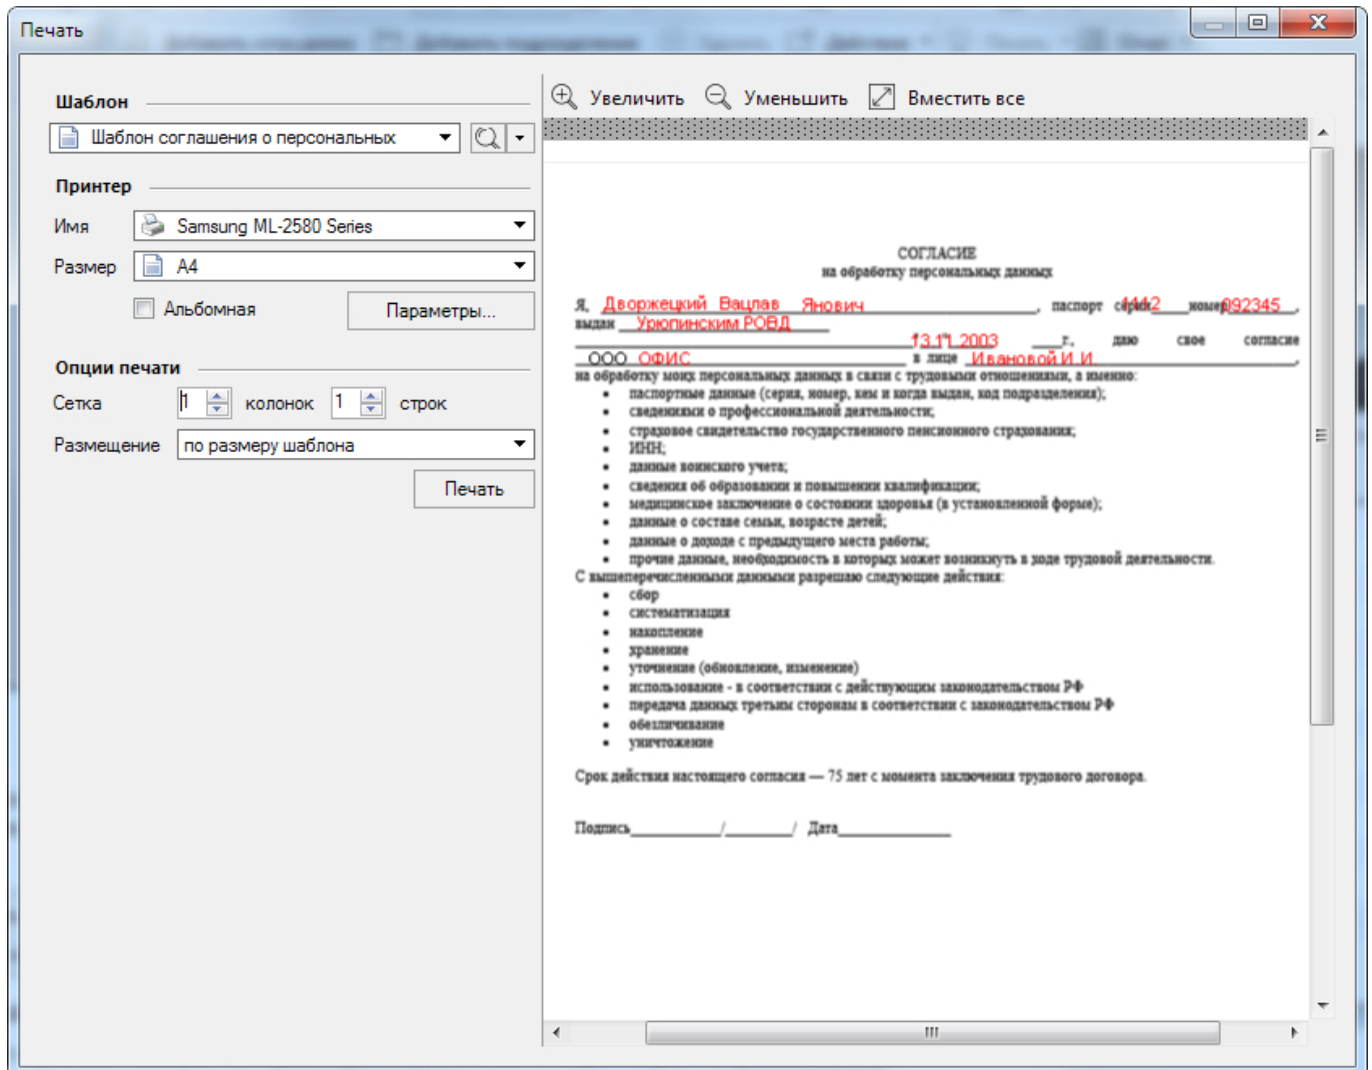 Печать
Шаблон
Шаблон соглашения о персональных
Принтер
Имя Samsung ML-2580 Series
Размер A4
Альбомная Параметры...
Опции печати
Сетка 1 колонок 1 строк
Размещение по размеру шаблона
Печать
Увеличить Уменьшить Вместить все
СОГЛАСИЕ
на обработку персональных данных
Я, Дворжецкий Вацлав Янович, паспорт серия 4442 номер 092345,
выдан Урюпинским РОВД
13.11.2003 г., даю свое согласие
ООО ОФИС в лице Ивановой И.И.,
на обработку моих персональных данных в связи с трудовыми отношениями, а именно:
• паспортные данные (серия, номер, кем и когда выдан, код подразделения);
• сведениями о профессиональной деятельности;
• страховое свидетельство государственного пенсионного страхования;
• ИНН;
• данные воинского учета;
• сведения об образовании и повышении квалификации;
• медицинское заключение о состоянии здоровья (в установленной форме);
• данные о составе семьи, возрасте детей;
• данные о доходе с предыдущего места работы;
• прочие данные, необходимость в которых может возникнуть в ходе трудовой деятельности.
С вышеперечисленными данными разрешаю следующие действия:
• сбор
• систематизация
• накопление
• хранение
• уточнение (обновление, изменение)
• использование - в соответствии с действующим законодательством РФ
• передача данных третьим сторонам в соответствии с законодательством РФ
• обезличивание
• уничтожение
Срок действия настоящего согласия — 75 лет с момента заключения трудового договора.
Подпись__________/_________/ Дата_______________